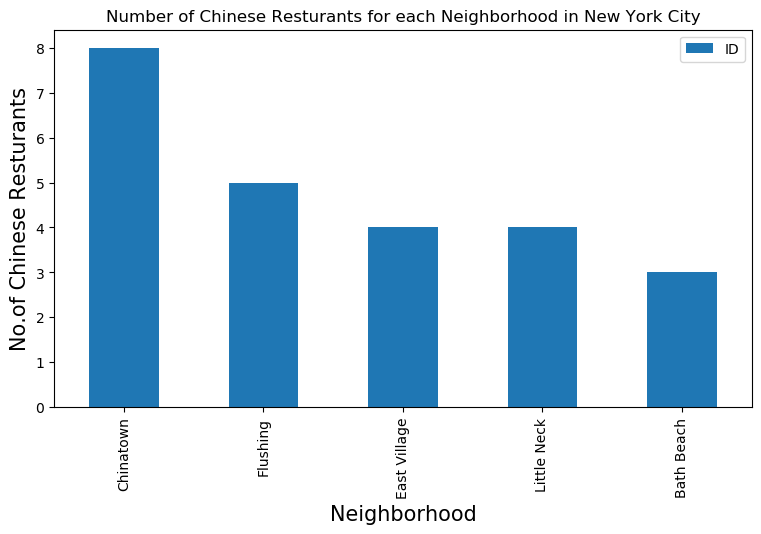 Number of Chinese Resturants for each Neighborhood in New York City
ID
No.of Chinese Resturants
8
7
6
5
4
3
2
1
0
Chinatown
Flushing
East Village
Little Neck
Bath Beach
Neighborhood